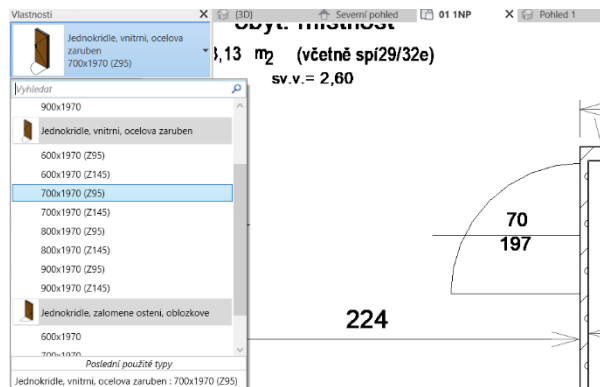 Vlastnosti
{3D}
Severní pohled
01 1NP
Pohled 1
Jednokridle, vnitrni, ocelova
zaruben
700x1970 (Z95)
Vyhledat
900x1970
Jednokridle, vnitrni, ocelova zaruben
600x1970 (Z95)
600x1970 (Z145)
700x1970 (Z95)
700x1970 (Z145)
800x1970 (Z95)
800x1970 (Z145)
900x1970 (Z95)
900x1970 (Z145)
Jednokridle, zalomene osteni, oblozkove
600x1970
700x1970
Poslední použité typy
Jednokridle, vnitrni, ocelova zaruben : 700x1970 (Z95)
obyt. místnost
,13 m2 (včetně spí29/32e)
sv.v.= 2,60
70
197
224